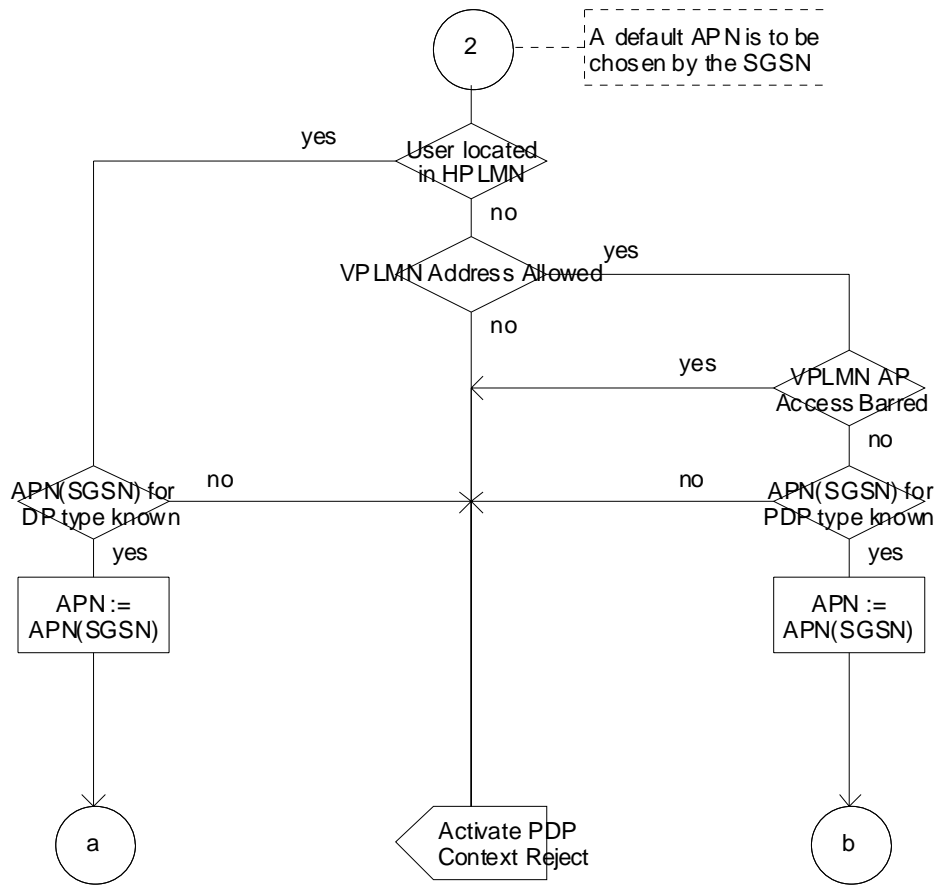 2
A default APN is to be
chosen by the SGSN
yes
User located
in HPLMN
no
VPLMN Address Allowed
yes
no
yes
VPLMN AP
Access Barred
no
APN(SGSN) for
DP type known
no
no
APN(SGSN) for
PDP type known
yes
yes
APN :=
APN(SGSN)
APN :=
APN(SGSN)
a
Activate PDP
Context Reject
b